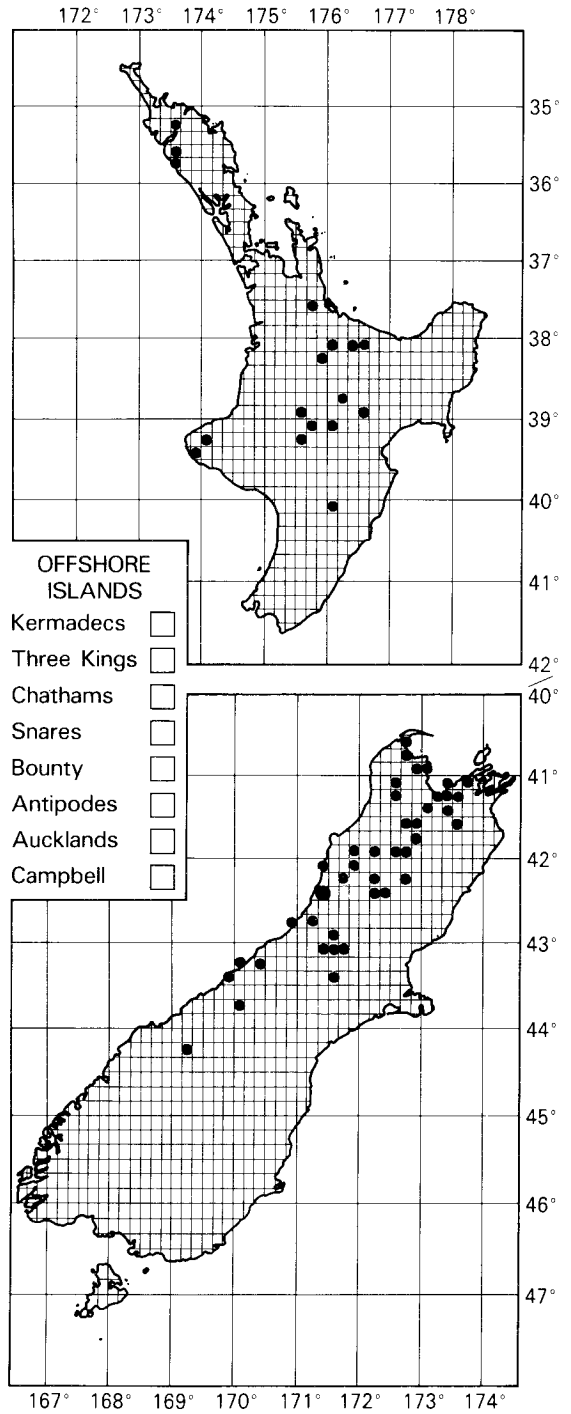 172° 173° 174° 175° 176° 177° 178°
35°
36°
37°
38°
39°
40°
41°
42°
OFFSHORE
ISLANDS
Kermadecs
Three Kings
Chathams
Snares
Bounty
Antipodes
Aucklands
Campbell
40°
41°
42°
43°
44°
45°
46°
47°
167° 168° 169° 170° 171° 172° 173° 174°